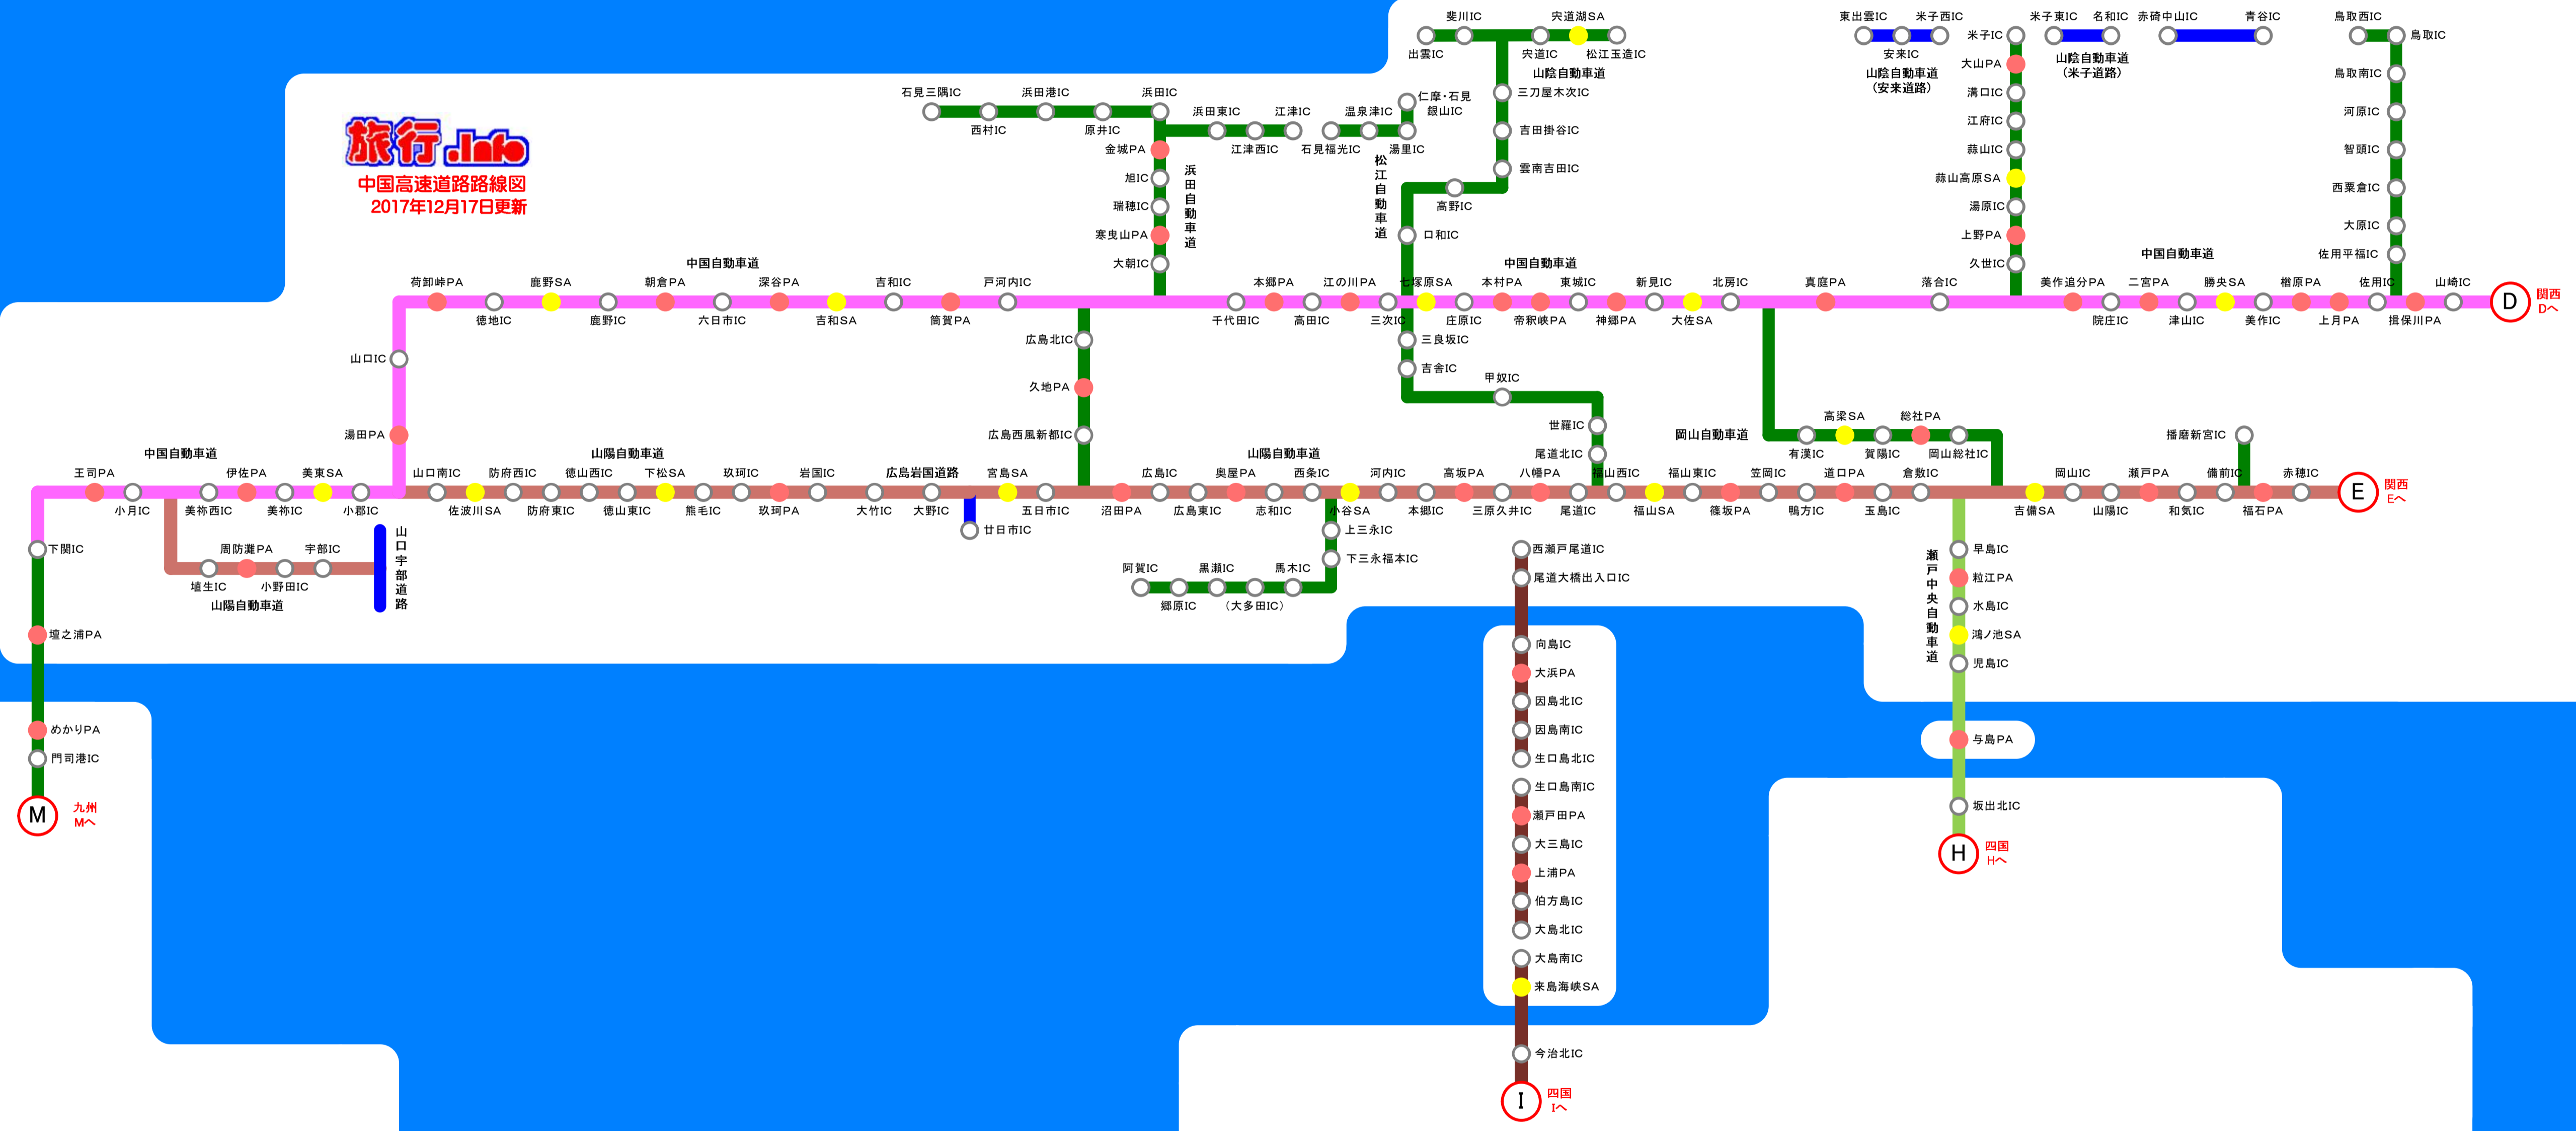 旅行.Info
中国高速道路路線図
2017年12月17日更新
斐川IC
宍道湖SA
出雲IC
宍道IC
松江玉造IC
山陰自動車道
東出雲IC
米子西IC
安来IC
山陰自動車道
（安来道路）
米子IC
米子東IC
名和IC
山陰自動車道
（米子道路）
赤碕中山IC
青谷IC
鳥取西IC
鳥取IC
鳥取南IC
河原IC
智頭IC
西粟倉IC
大原IC
佐用平福IC
大山PA
溝口IC
江府IC
蒜山IC
蒜山高原SA
湯原IC
上野PA
久世IC
石見三隅IC
浜田港IC
浜田IC
西村IC
原井IC
浜田東IC
江津IC
江津西IC
金城PA
旭IC
瑞穂IC
寒曳山PA
大朝IC
浜田自動車道
温泉津IC
仁摩・石見
銀山IC
石見福光IC
湯里IC
松江自動車道
三刀屋木次IC
吉田掛谷IC
雲南吉田IC
高野IC
口和IC
中国自動車道
中国自動車道
中国自動車道
荷卸峠PA
鹿野SA
朝倉PA
深谷PA
吉和IC
戸河内IC
本郷PA
江の川PA
七塚原SA
本村PA
東城IC
新見IC
北房IC
真庭PA
落合IC
美作追分PA
二宮PA
勝央SA
楢原PA
佐用IC
山崎IC
D
関西
Dへ
徳地IC
鹿野IC
六日市IC
吉和SA
筒賀PA
千代田IC
高田IC
三次IC
庄原IC
帝釈峡PA
神郷PA
大佐SA
院庄IC
津山IC
美作IC
上月PA
揖保川PA
山口IC
湯田PA
広島北IC
久地PA
広島西風新都IC
三良坂IC
吉舎IC
甲奴IC
世羅IC
尾道北IC
岡山自動車道
高梁SA
総社PA
有漢IC
賀陽IC
岡山総社IC
播磨新宮IC
中国自動車道
山陽自動車道
広島岩国道路
山陽自動車道
王司PA
伊佐PA
美東SA
山口南IC
防府西IC
徳山西IC
下松SA
玖珂IC
岩国IC
宮島SA
広島IC
奥屋PA
西条IC
河内IC
高坂PA
八幡PA
福山西IC
福山東IC
笠岡IC
道口PA
倉敷IC
岡山IC
瀬戸PA
備前IC
赤穂IC
E
関西
Eへ
小月IC
美祢西IC
美祢IC
小郡IC
佐波川SA
防府東IC
徳山東IC
熊毛IC
玖珂PA
大竹IC
大野IC
五日市IC
沼田PA
広島東IC
志和IC
小谷SA
本郷IC
三原久井IC
尾道IC
福山SA
篠坂PA
鴨方IC
玉島IC
吉備SA
山陽IC
和気IC
福石PA
廿日市IC
上三永IC
下三永福本IC
阿賀IC
黒瀬IC
馬木IC
郷原IC
（大多田IC）
下関IC
周防灘PA
宇部IC
埴生IC
小野田IC
山陽自動車道
山口宇部道路
壇之浦PA
めかりPA
門司港IC
M
九州
Mへ
西瀬戸尾道IC
尾道大橋出入口IC
向島IC
大浜PA
因島北IC
因島南IC
生口島北IC
生口島南IC
瀬戸田PA
大三島IC
上浦PA
伯方島IC
大島北IC
大島南IC
来島海峡SA
今治北IC
I
四国
Iへ
瀬戸中央自動車道
早島IC
粒江PA
水島IC
鴻ノ池SA
児島IC
与島PA
坂出北IC
H
四国
Hへ